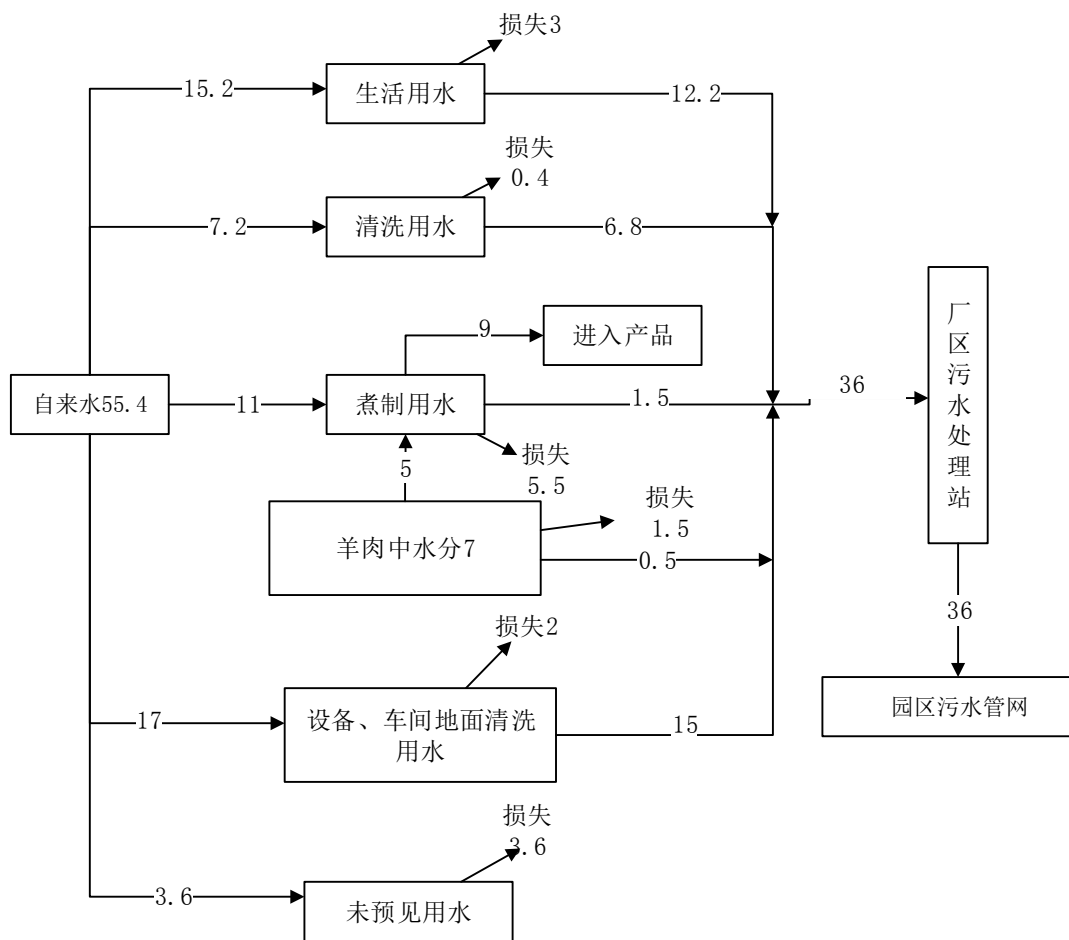 损失3
15.2
生活用水
12.2
损失
0.4
7.2
清洗用水
6.8
9
进入产品
自来水55.4
11
煮制用水
1.5
36
厂区污水处理站
5
损失
5.5
羊肉中水分7
损失
1.5
0.5
36
损失2
17
设备、车间地面清洗
用水
15
园区污水管网
损失
3.6
3.6
未预见用水